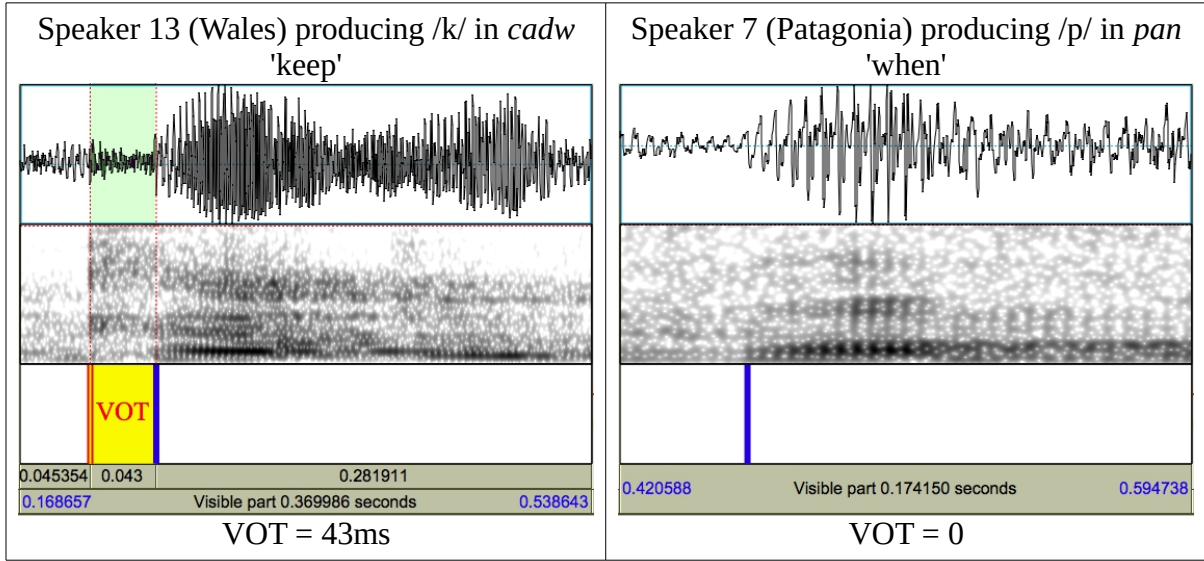 Speaker 13 (Wales) producing /k/ in cadw
'keep'
VOT
0.045354 0.043 0.281911
0.168657 Visible part 0.369986 seconds 0.538643
VOT = 43ms
Speaker 7 (Patagonia) producing /p/ in pan
'when'
0.420588 Visible part 0.174150 seconds 0.594738
VOT = 0